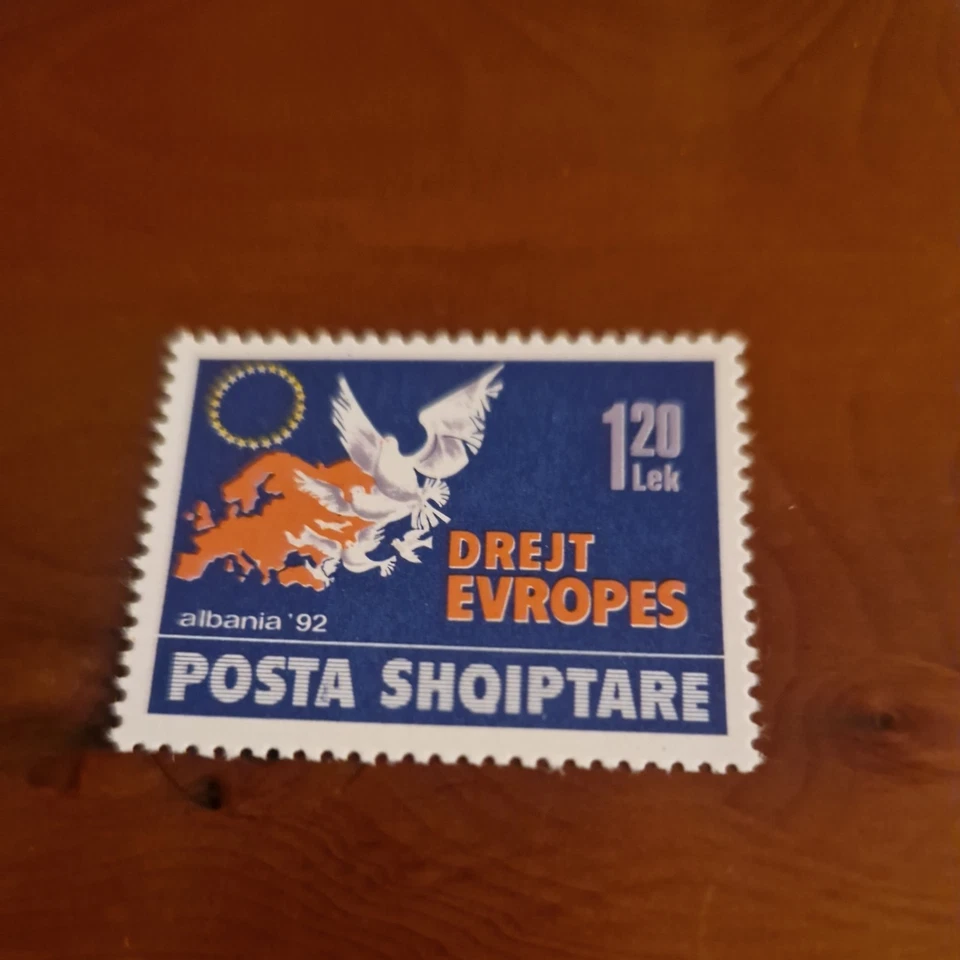 120
Lek
DREJT
EVROPES
albania '92
POSTA SHQIPTARE